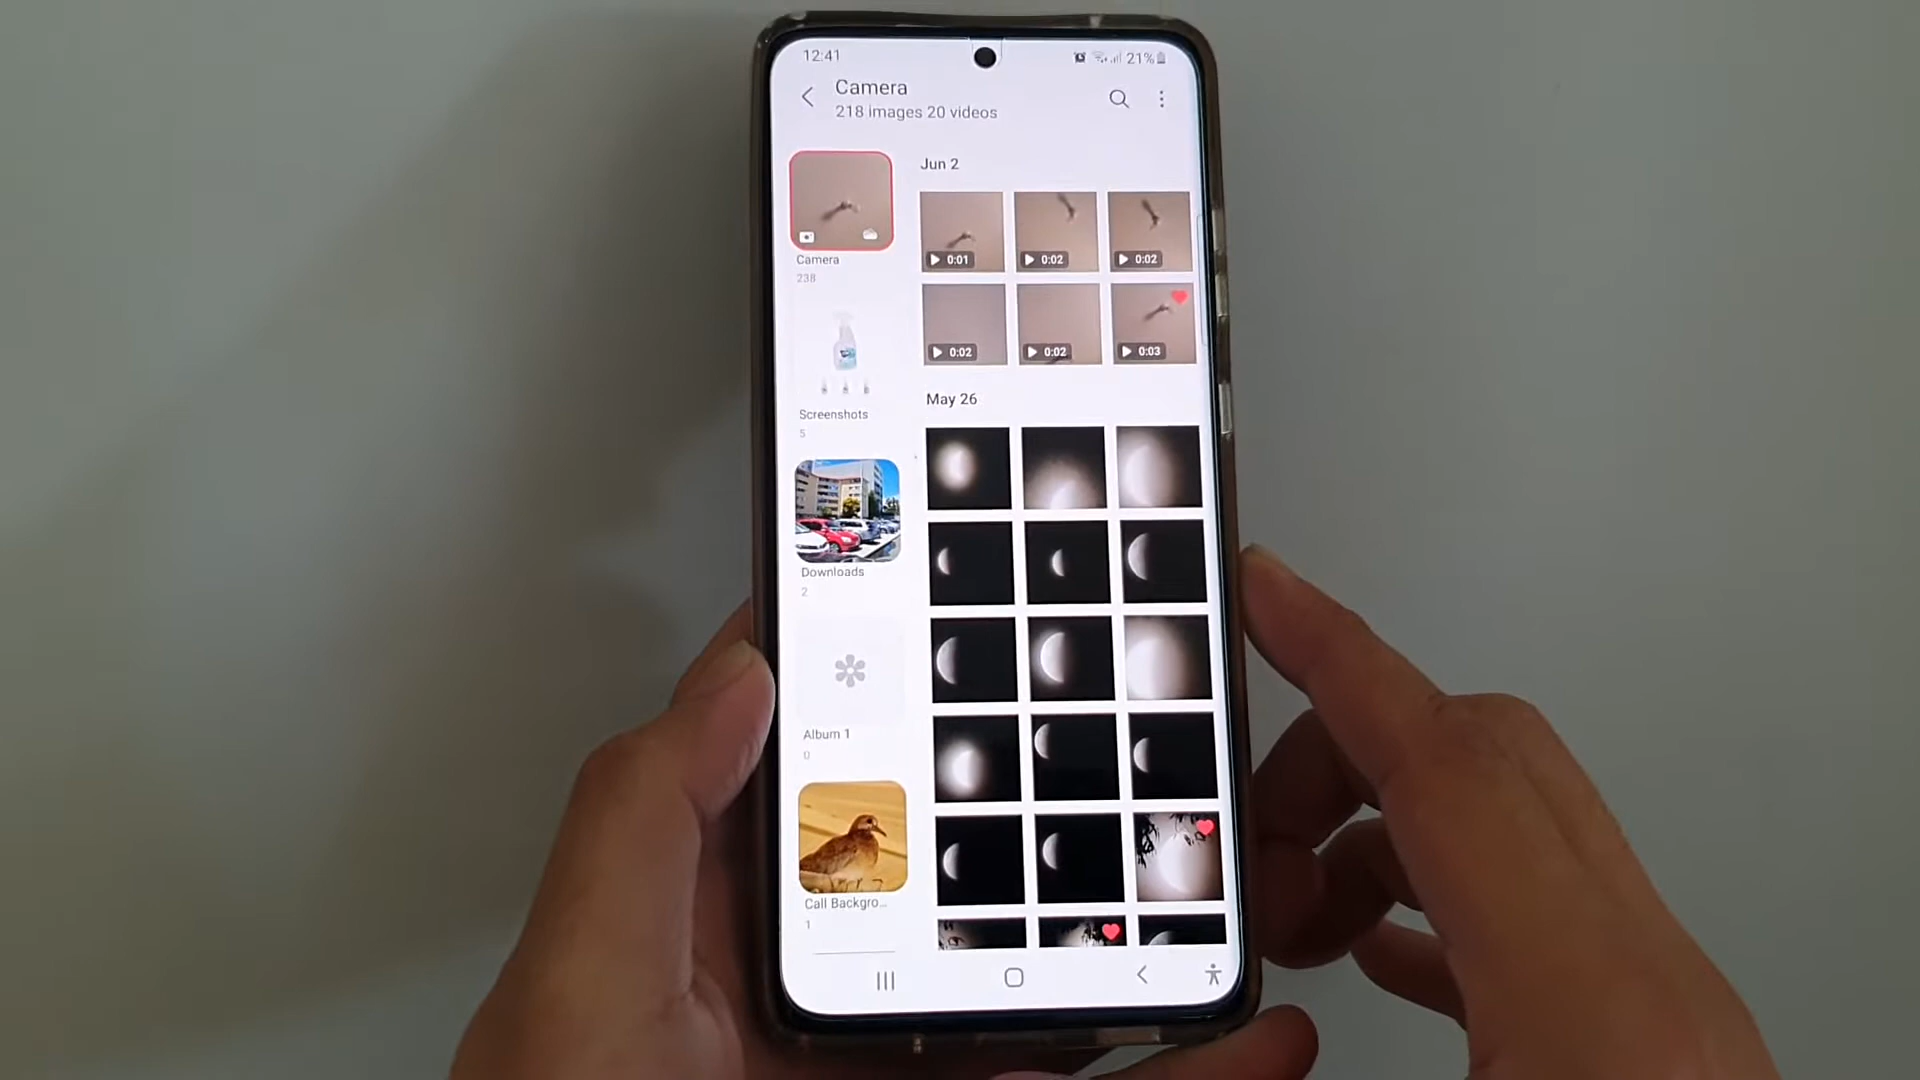 12:41
21%
Camera
218 images 20 videos
Camera
238
Screenshots
5
Downloads
2
Album 1
0
Call Backgro...
1
Jun 2
0:01
0:02
0:02
0:02
0:02
0:03
May 26